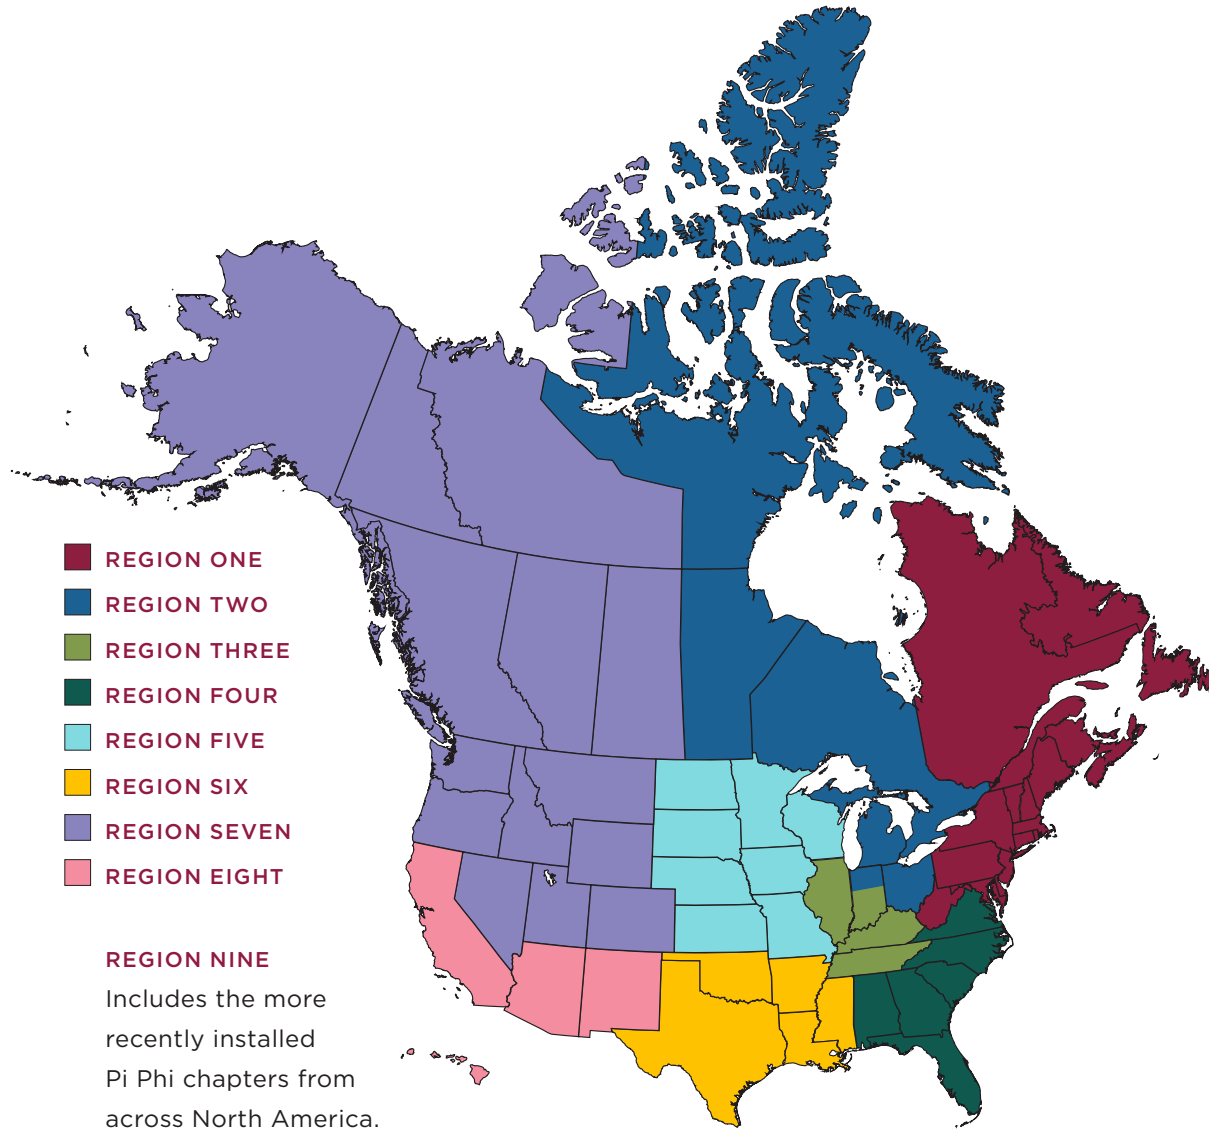 REGION ONE
REGION TWO
REGION THREE
REGION FOUR
REGION FIVE
REGION SIX
REGION SEVEN
REGION EIGHT
REGION NINE
Includes the more
recently installed
Pi Phi chapters from
across North America.